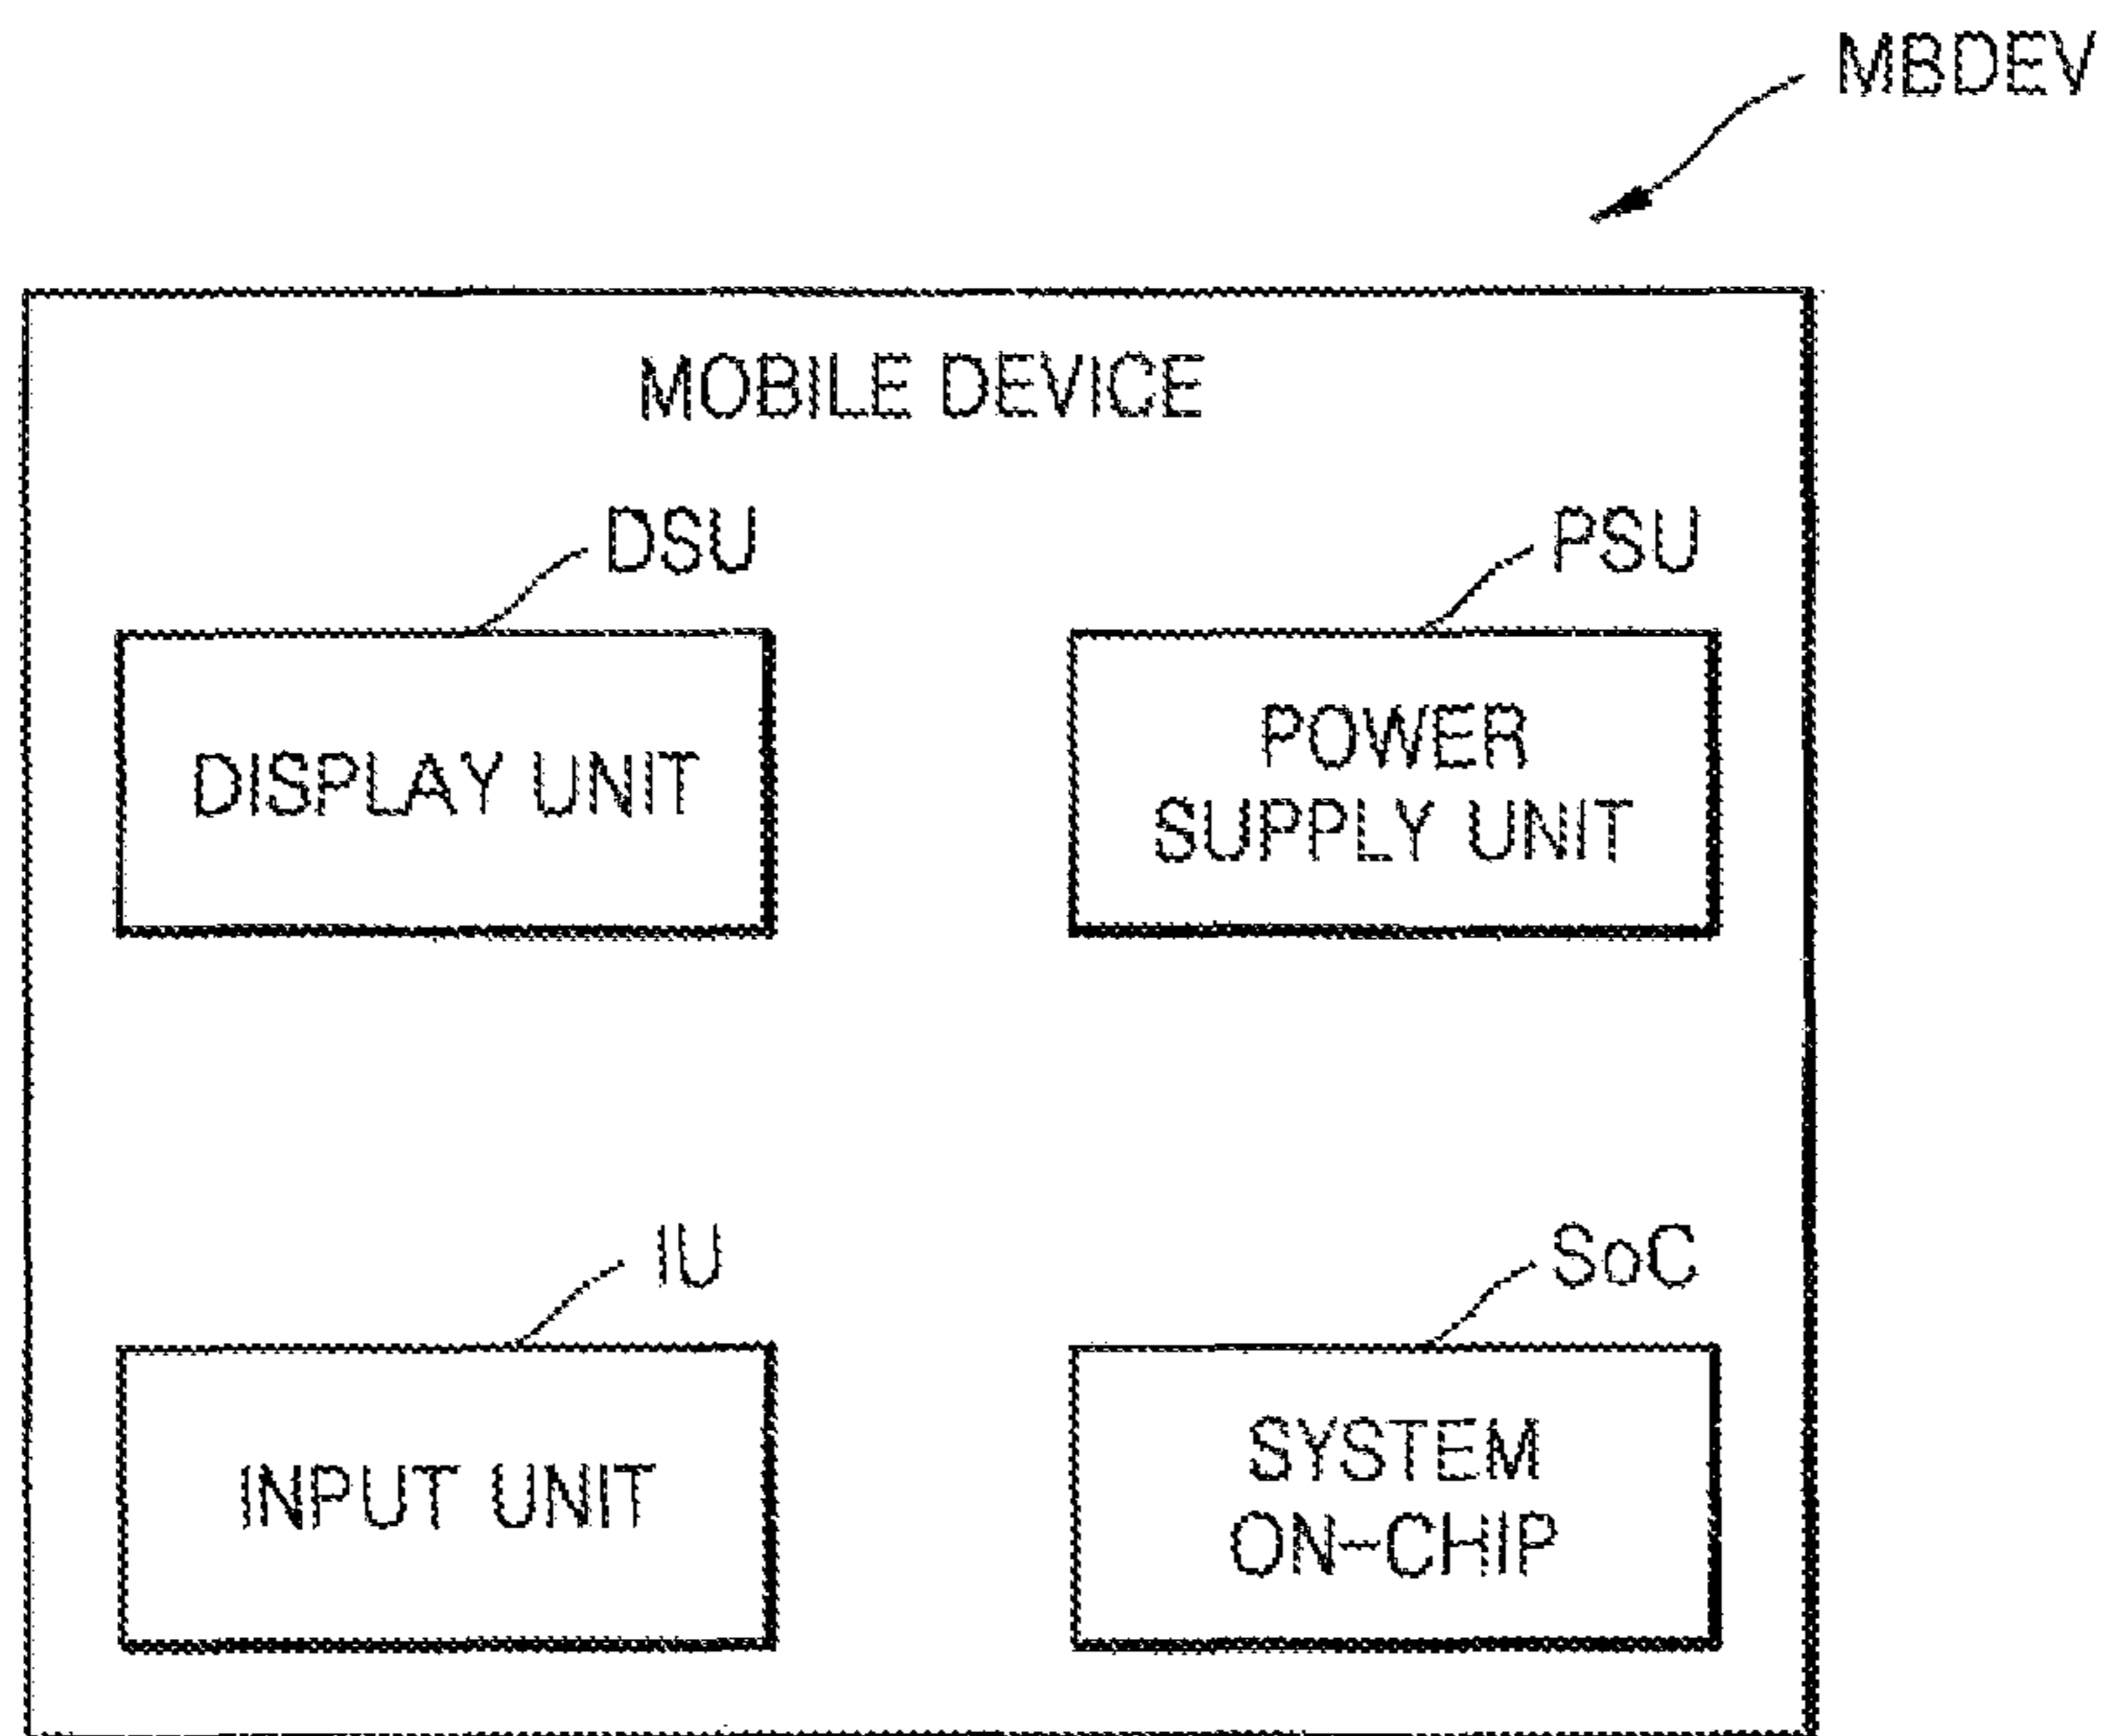 MBDEV
MOBILE DEVICE
DSU
PSU
DISPLAY UNIT
POWER
SUPPLY UNIT
IU
SoC
INPUT UNIT
SYSTEM
ON-CHIP